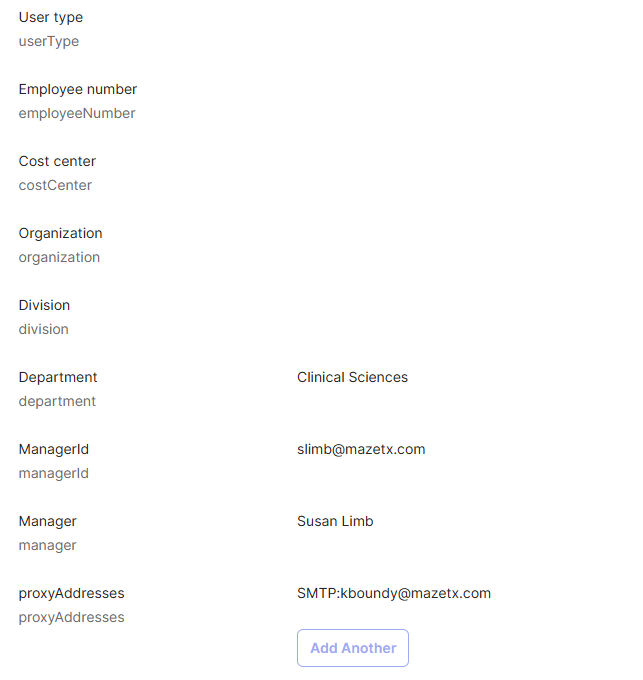 User type
userType
Employee number
employeeNumber
Cost center
costCenter
Organization
organization
Division
division
Department
Clinical Sciences
department
ManagerId
slimb@mazetx.com
managerId
Manager
Susan Limb
manager
proxyAddresses
SMTP:kboundy@mazetx.com
proxyAddresses
Add Another